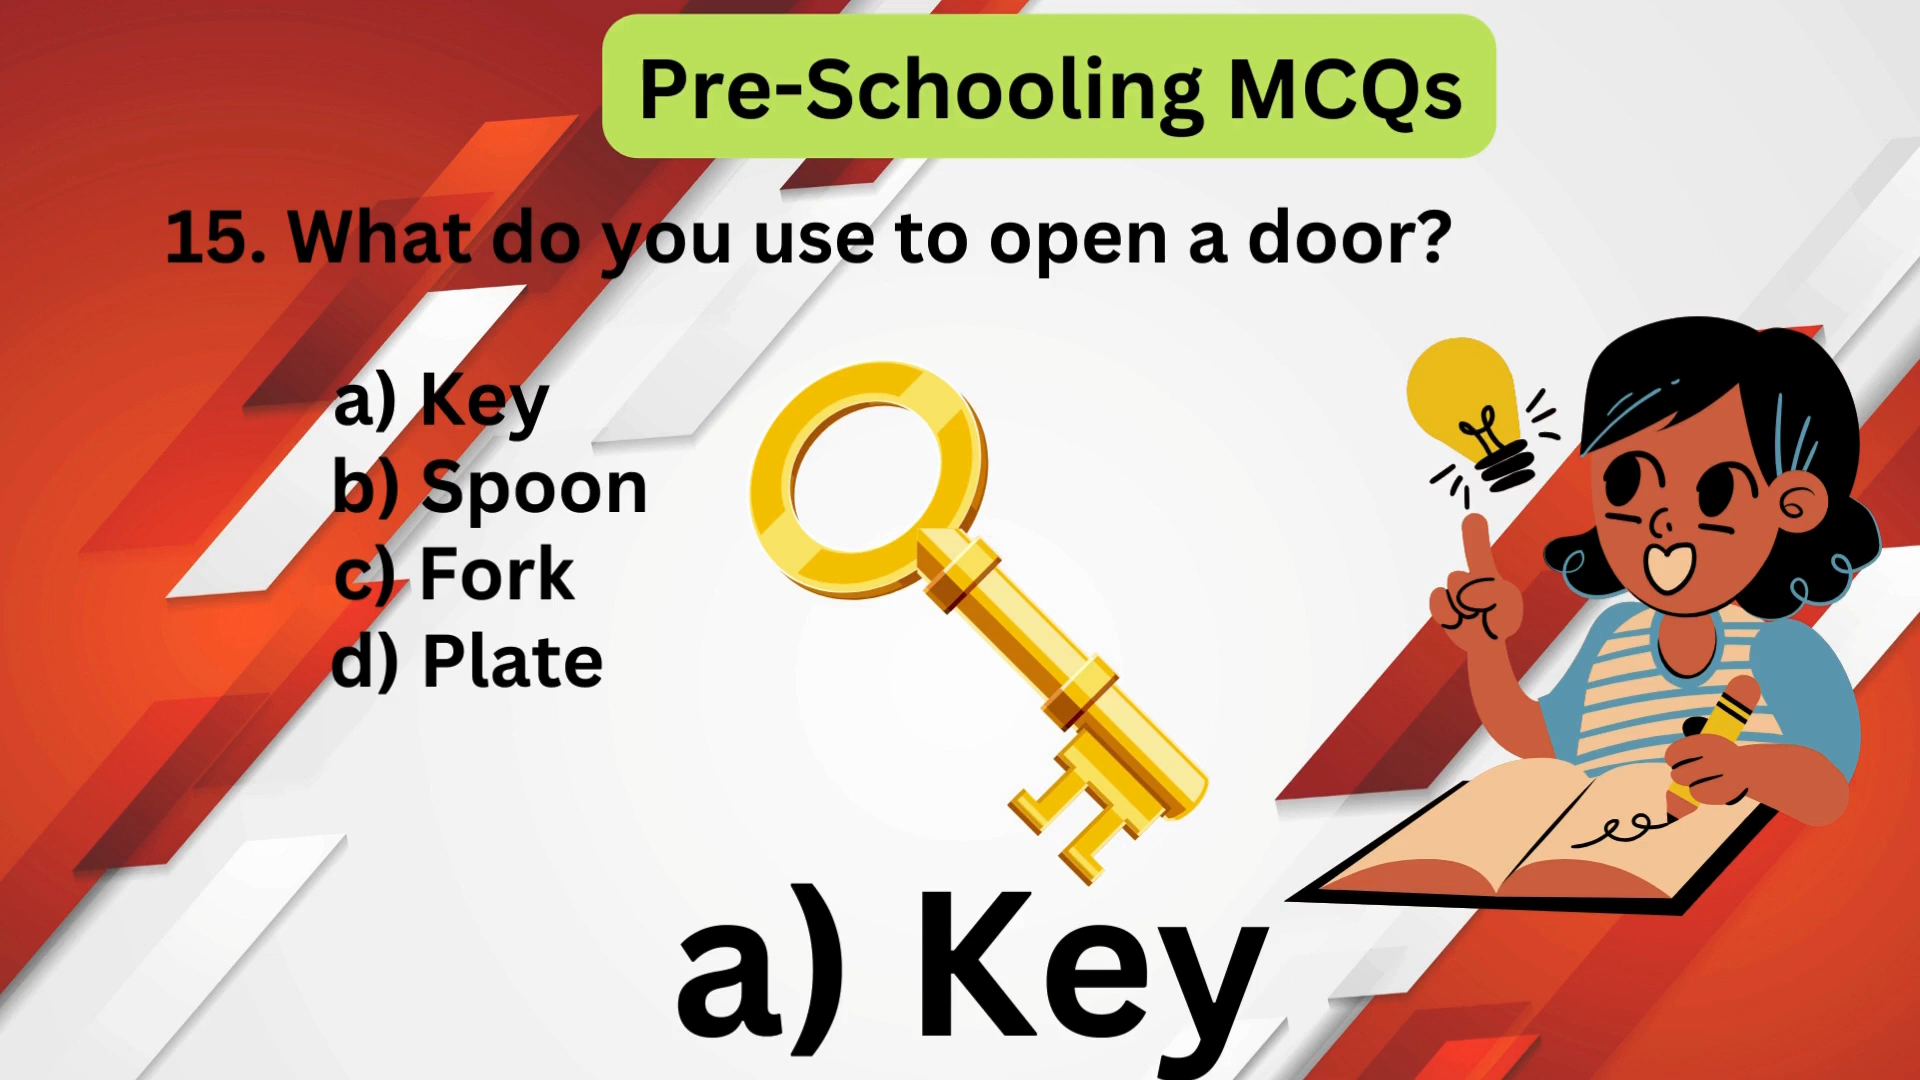 Pre-Schooling MCQs
15. What do you use to open a door?
a) Key
b) Spoon
c) Fork
d) Plate
a) Key